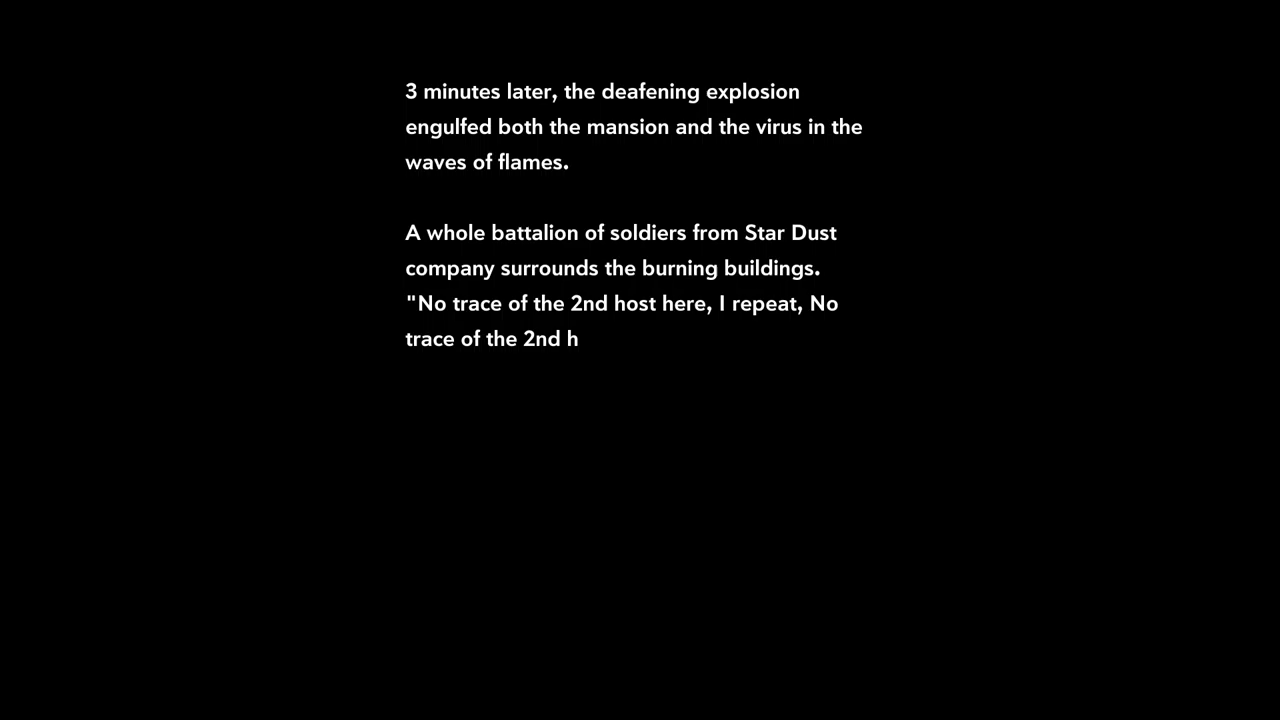 3 minutes later, the deafening explosion
engulfed both the mansion and the virus in the
waves of flames.
A whole battalion of soldiers from Star Dust
company surrounds the burning buildings.
"No trace of the 2nd host here, I repeat, No
trace of the 2nd h